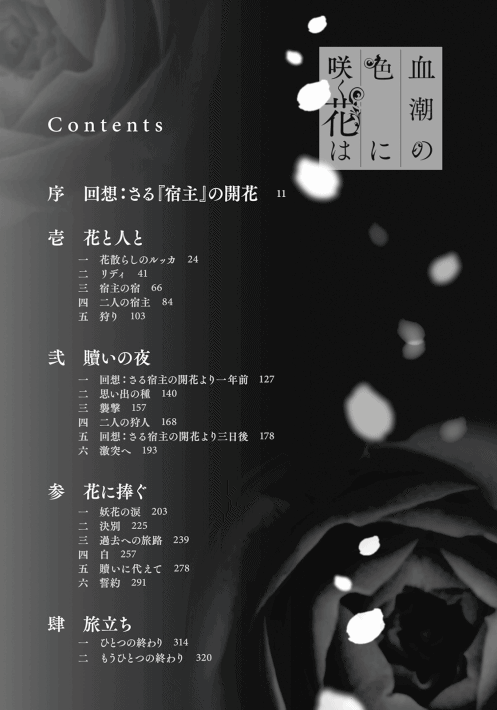 血潮の
色に
咲く花は
Contents
序 回想：さる『宿主』の開花 11
壱 花と人と
一 花散らしのルッカ 24
二 リディ 41
三 宿主の宿 66
四 二人の宿主 84
五 狩り 103
弐 贖いの夜
一 回想：さる宿主の開花より一年前 127
二 思い出の種 140
三 襲撃 157
四 二人の狩人 168
五 回想：さる宿主の開花より三日後 178
六 激突へ 193
参 花に捧ぐ
一 妖花の涙 203
二 決別 225
三 過去への旅路 239
四 白 257
五 贖いに代えて 278
六 誓約 291
肆 旅立ち
一 ひとつの終わり 314
二 もうひとつの終わり 320